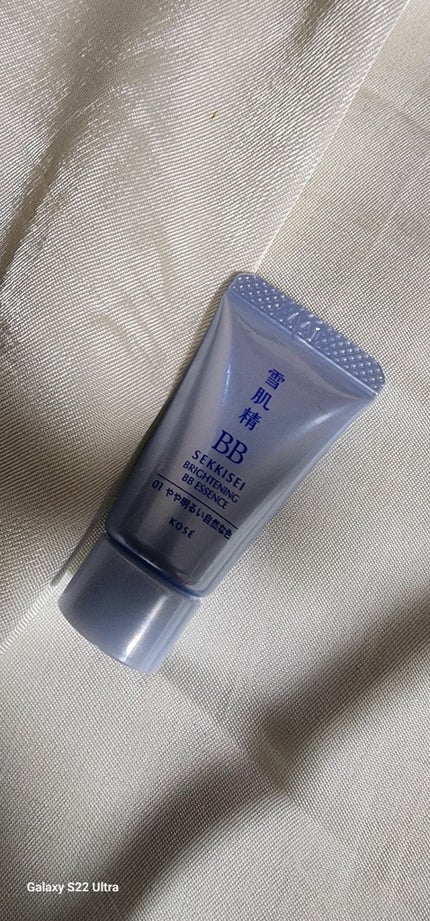 雪肌精
BB
SEKKISEI
BRIGHTENING
BB ESSENCE
01 やや明るい自然な色
KOSÉ
Galaxy S22 Ultra